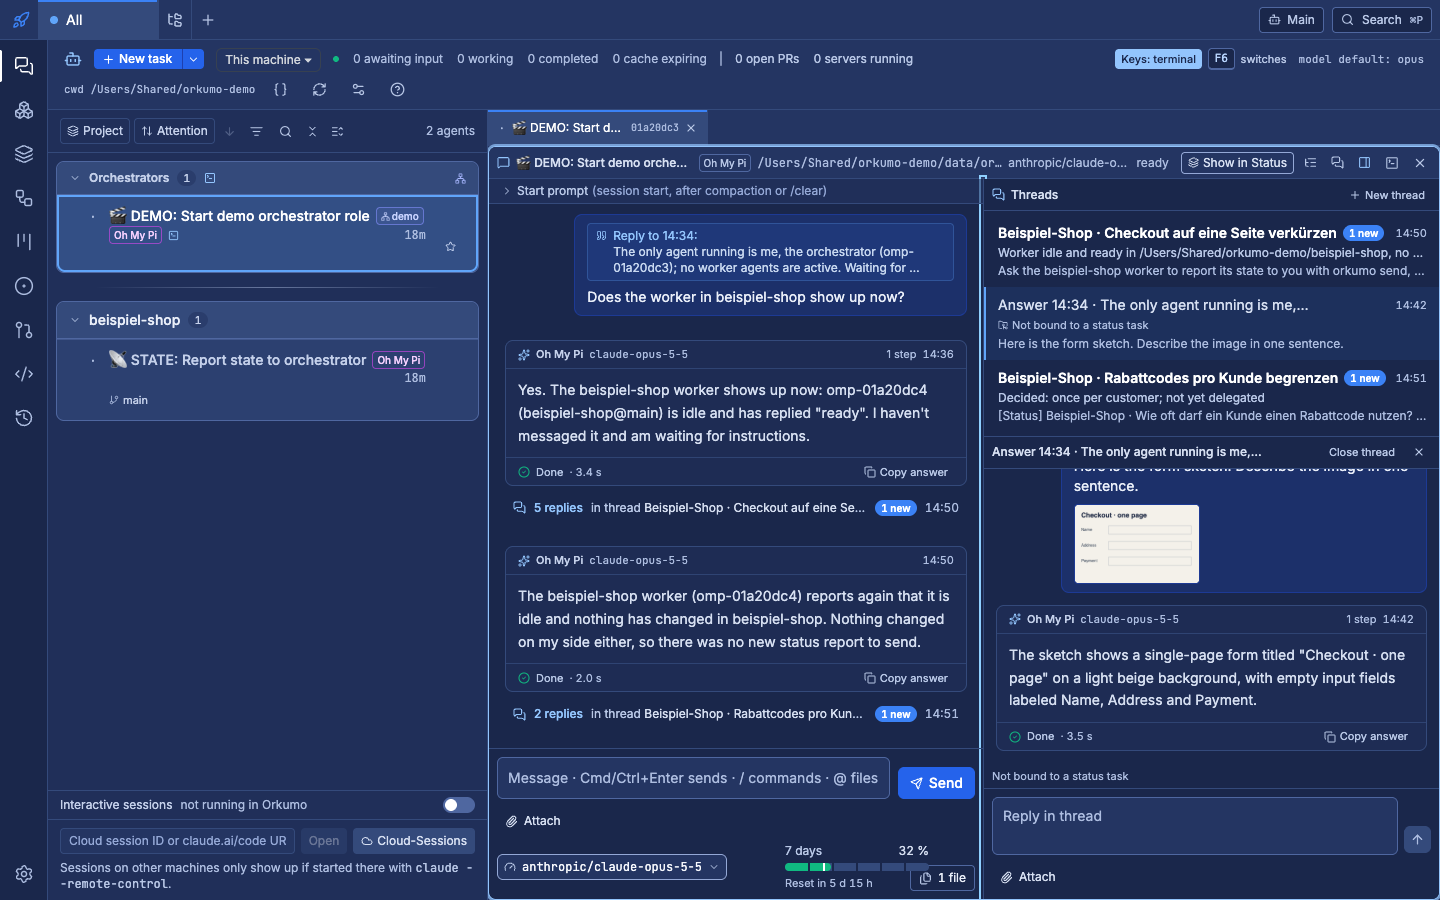 All
Main
Search ⌘P
+ New task
This machine
0 awaiting input
0 working
0 completed
0 cache expiring
0 open PRs
0 servers running
Keys: terminal
F6
switches
model default: opus
cwd /Users/Shared/orkumo-demo
Project
Attention
2 agents
Orchestrators 1
🎬 DEMO: Start demo orchestrator role
demo
Oh My Pi
18m
beispiel-shop 1
STATE: Report state to orchestrator
Oh My Pi
18m
main
Interactive sessions not running in Orkumo
Cloud session ID or claude.ai/code UR
Open
Cloud-Sessions
Sessions on other machines only show up if started there with claude -
-remote-control.
DEMO: Start d... 01a20dc3
DEMO: Start demo orche...
Oh My Pi
/Users/Shared/orkumo-demo/data/or...
anthropic/claude-o...
ready
Show in Status
Start prompt (session start, after compaction or /clear)
Reply to 14:34:
The only agent running is me, the orchestrator (omp-
01a20dc3); no worker agents are active. Waiting for ...
Does the worker in beispiel-shop show up now?
Oh My Pi claude-opus-5-5
1 step 14:36
Yes. The beispiel-shop worker shows up now: omp-01a20dc4
(beispiel-shop@main) is idle and has replied "ready". I haven't
messaged it and am waiting for instructions.
Done · 3.4 s
Copy answer
5 replies in thread Beispiel-Shop · Checkout auf eine Se... 1 new 14:50
Oh My Pi claude-opus-5-5
14:50
The beispiel-shop worker (omp-01a20dc4) reports again that it is
idle and nothing has changed in beispiel-shop. Nothing changed
on my side either, so there was no new status report to send.
Done · 2.0 s
Copy answer
2 replies in thread Beispiel-Shop · Rabattcodes pro Kun... 1 new 14:51
Message · Cmd/Ctrl+Enter sends · / commands · @ files
Send
Attach
anthropic/claude-opus-5-5
7 days 32 %
Reset in 5 d 15 h
1 file
Threads
+ New thread
Beispiel-Shop · Checkout auf eine Seite verkürzen 1 new 14:50
Worker idle and ready in /Users/Shared/orkumo-demo/beispiel-shop, no ...
Ask the beispiel-shop worker to report its state to you with orkumo send, ...
Answer 14:34 · The only agent running is me,... 14:42
Not bound to a status task
Here is the form sketch. Describe the image in one sentence.
Beispiel-Shop · Rabattcodes pro Kunde begrenzen 1 new 14:51
Decided: once per customer; not yet delegated
[Status] Beispiel-Shop · Wie oft darf ein Kunde einen Rabattcode nutzen? ...
Answer 14:34 · The only agent running is me,...
Close thread
Here is the form sketch. Describe the image in one
sentence.
Checkout · one page
Name
Address
Payment
Oh My Pi claude-opus-5-5
1 step 14:42
The sketch shows a single-page form titled "Checkout · one
page" on a light beige background, with empty input fields
labeled Name, Address and Payment.
Done · 3.5 s
Copy answer
Not bound to a status task
Reply in thread
Attach